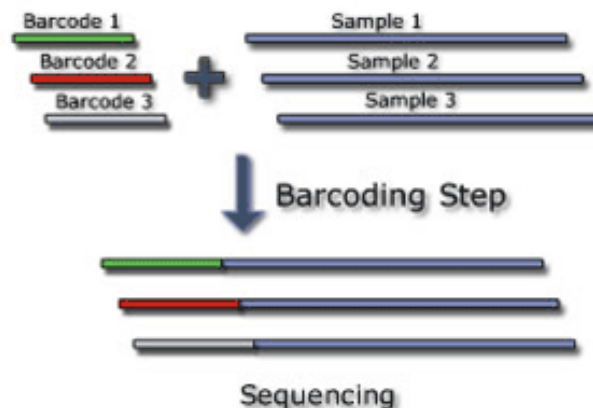 Barcode 1
Sample 1
Barcode 2
Sample 2
Barcode 3
Sample 3
Barcoding Step
Sequencing